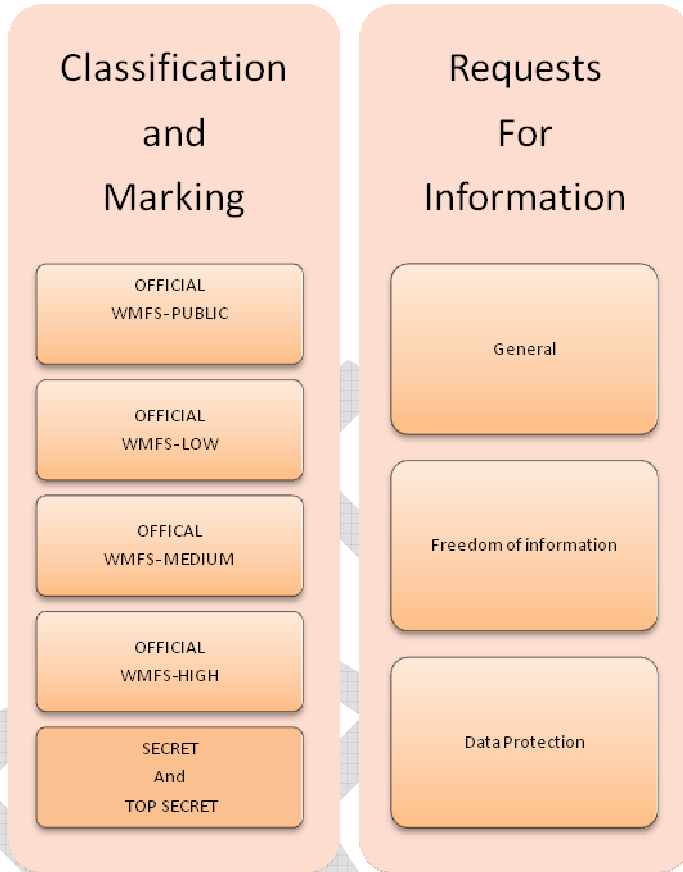 Classification
and
Marking
OFFICIAL
WMFS-PUBLIC
OFFICIAL
WMFS-LOW
OFFICAL
WMFS-MEDIUM
OFFICIAL
WMFS-HIGH
SECRET
And
TOP SECRET
Requests
For
Information
General
Freedom of information
Data Protection